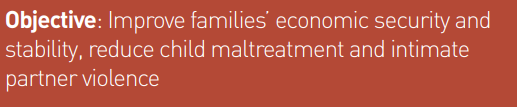 Objective: Improve families' economic security and
stability, reduce child maltreatment and intimate
partner violence